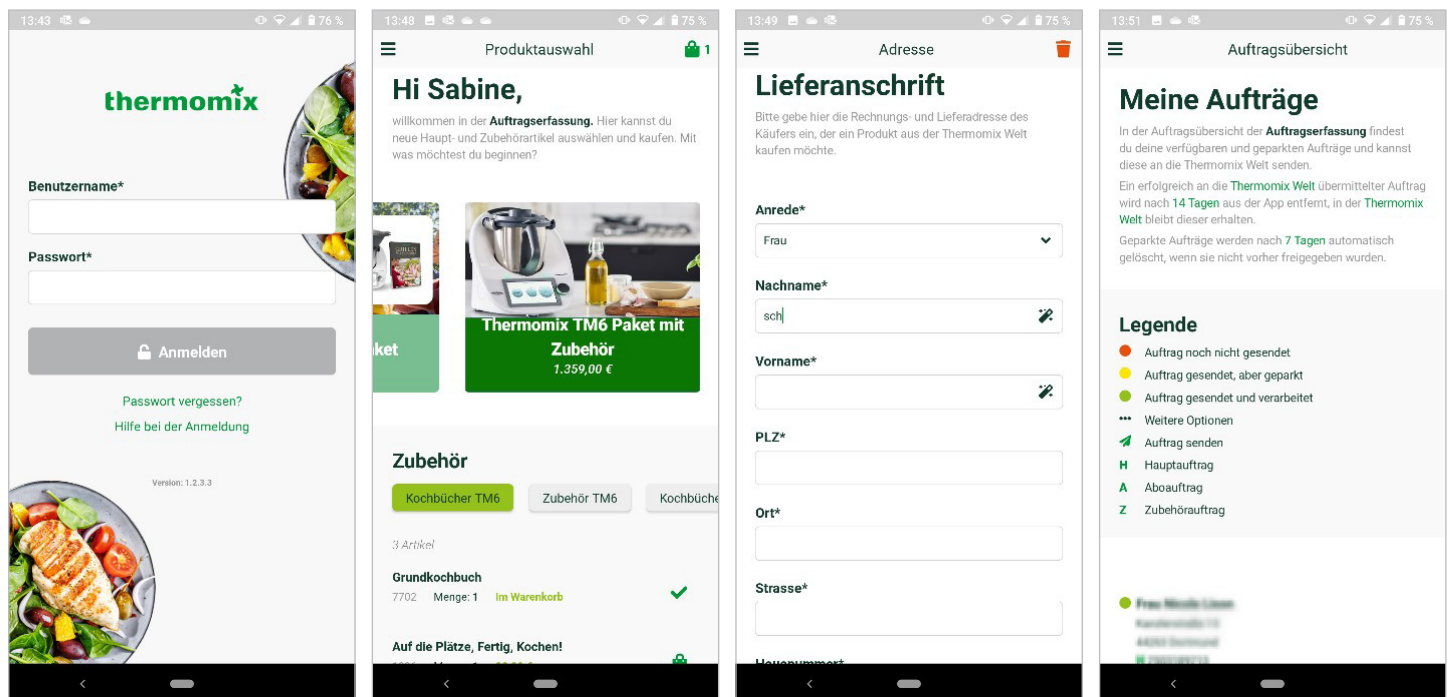 13:43
76 %
thermomix
Benutzername*
Passwort*
Anmelden
Passwort vergessen?
Hilfe bei der Anmeldung
Version: 1.2.3.3
13:48
75 %
Produktauswahl
1
Hi Sabine,
willkommen in der Auftragserfassung. Hier kannst du
neue Haupt- und Zubehörartikel auswählen und kaufen. Mit
was möchtest du beginnen?
ket
Thermomix TM6 Paket mit
Zubehör
1.359,00 €
Zubehör
Kochbücher TM6
Zubehör TM6
Kochbüche
3 Artikel
Grundkochbuch
7702 Menge: 1 Im Warenkorb
Auf die Plätze, Fertig, Kochen!
13:49
75 %
Adresse
Lieferanschrift
Bitte gebe hier die Rechnungs- und Lieferadresse des
Käufers ein, der ein Produkt aus der Thermomix Welt
kaufen möchte.
Anrede*
Frau
Nachname*
sch
Vorname*
PLZ*
Ort*
Strasse*
Hausnummer*
13:51
75 %
Auftragsübersicht
Meine Aufträge
In der Auftragsübersicht der Auftragserfassung findest
du deine verfügbaren und geparkten Aufträge und kannst
diese an die Thermomix Welt senden.
Ein erfolgreich an die Thermomix Welt übermittelter Auftrag
wird nach 14 Tagen aus der App entfernt, in der Thermomix
Welt bleibt dieser erhalten.
Geparkte Aufträge werden nach 7 Tagen automatisch
gelöscht, wenn sie nicht vorher freigegeben wurden.
Legende
Auftrag noch nicht gesendet
Auftrag gesendet, aber geparkt
Auftrag gesendet und verarbeitet
Weitere Optionen
Auftrag senden
H Hauptauftrag
A Aboauftrag
Z Zubehörauftrag